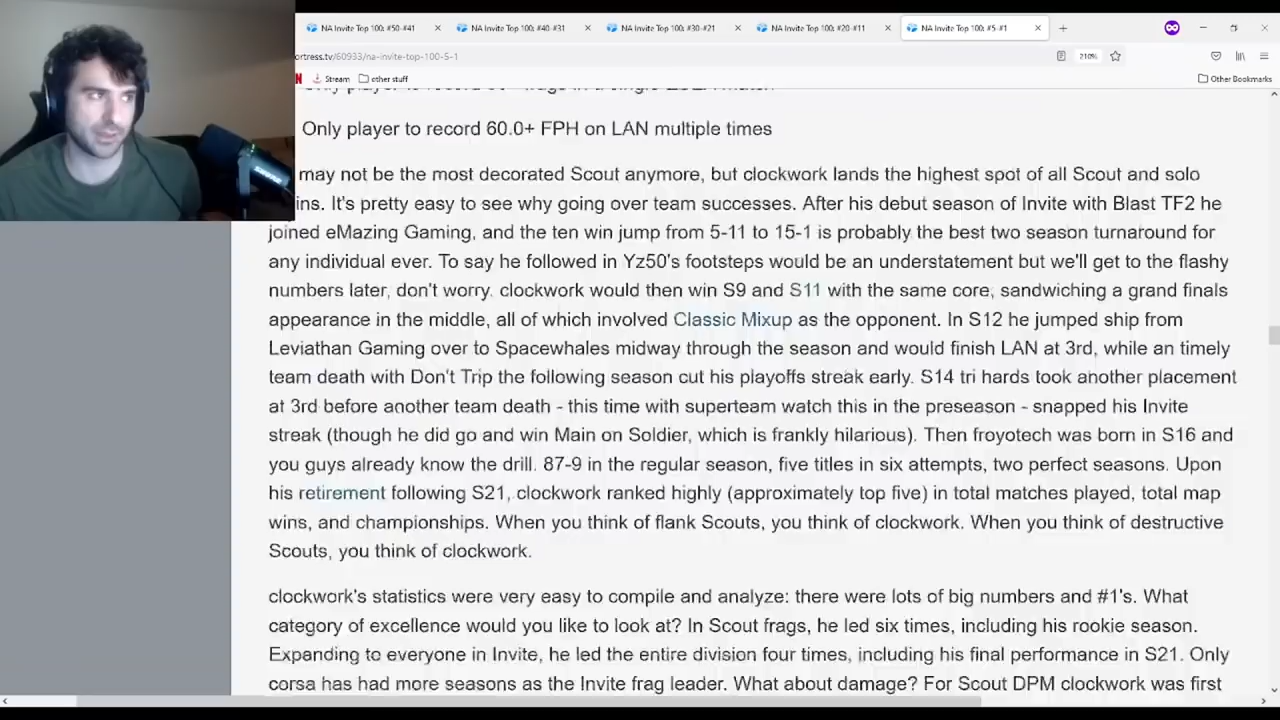 NA Invite Top 100: #50-#41
NA Invite Top 100: #40-#31
NA Invite Top 100: #30-#21
NA Invite Top 100: #20-#11
NA Invite Top 100: #5-#1
ortress.tv/60933/na-invite-top-100-5-1
210%
Stream
other stuff
Other Bookmarks
Only player to record 60.0+ FPH on LAN multiple times
may not be the most decorated Scout anymore, but clockwork lands the highest spot of all Scout and solo
ins. It's pretty easy to see why going over team successes. After his debut season of Invite with Blast TF2 he
joined eMazing Gaming, and the ten win jump from 5-11 to 15-1 is probably the best two season turnaround for
any individual ever. To say he followed in Yz50's footsteps would be an understatement but we'll get to the flashy
numbers later, don't worry. clockwork would then win S9 and S11 with the same core, sandwiching a grand finals
appearance in the middle, all of which involved Classic Mixup as the opponent. In S12 he jumped ship from
Leviathan Gaming over to Spacewhales midway through the season and would finish LAN at 3rd, while an timely
team death with Don't Trip the following season cut his playoffs streak early. S14 tri hards took another placement
at 3rd before another team death - this time with superteam watch this in the preseason - snapped his Invite
streak (though he did go and win Main on Soldier, which is frankly hilarious). Then froyotech was born in S16 and
you guys already know the drill. 87-9 in the regular season, five titles in six attempts, two perfect seasons. Upon
his retirement following S21, clockwork ranked highly (approximately top five) in total matches played, total map
wins, and championships. When you think of flank Scouts, you think of clockwork. When you think of destructive
Scouts, you think of clockwork.
clockwork's statistics were very easy to compile and analyze: there were lots of big numbers and #1's. What
category of excellence would you like to look at? In Scout frags, he led six times, including his rookie season.
Expanding to everyone in Invite, he led the entire division four times, including his final performance in S21. Only
corsa has had more seasons as the Invite frag leader. What about damage? For Scout DPM clockwork was first